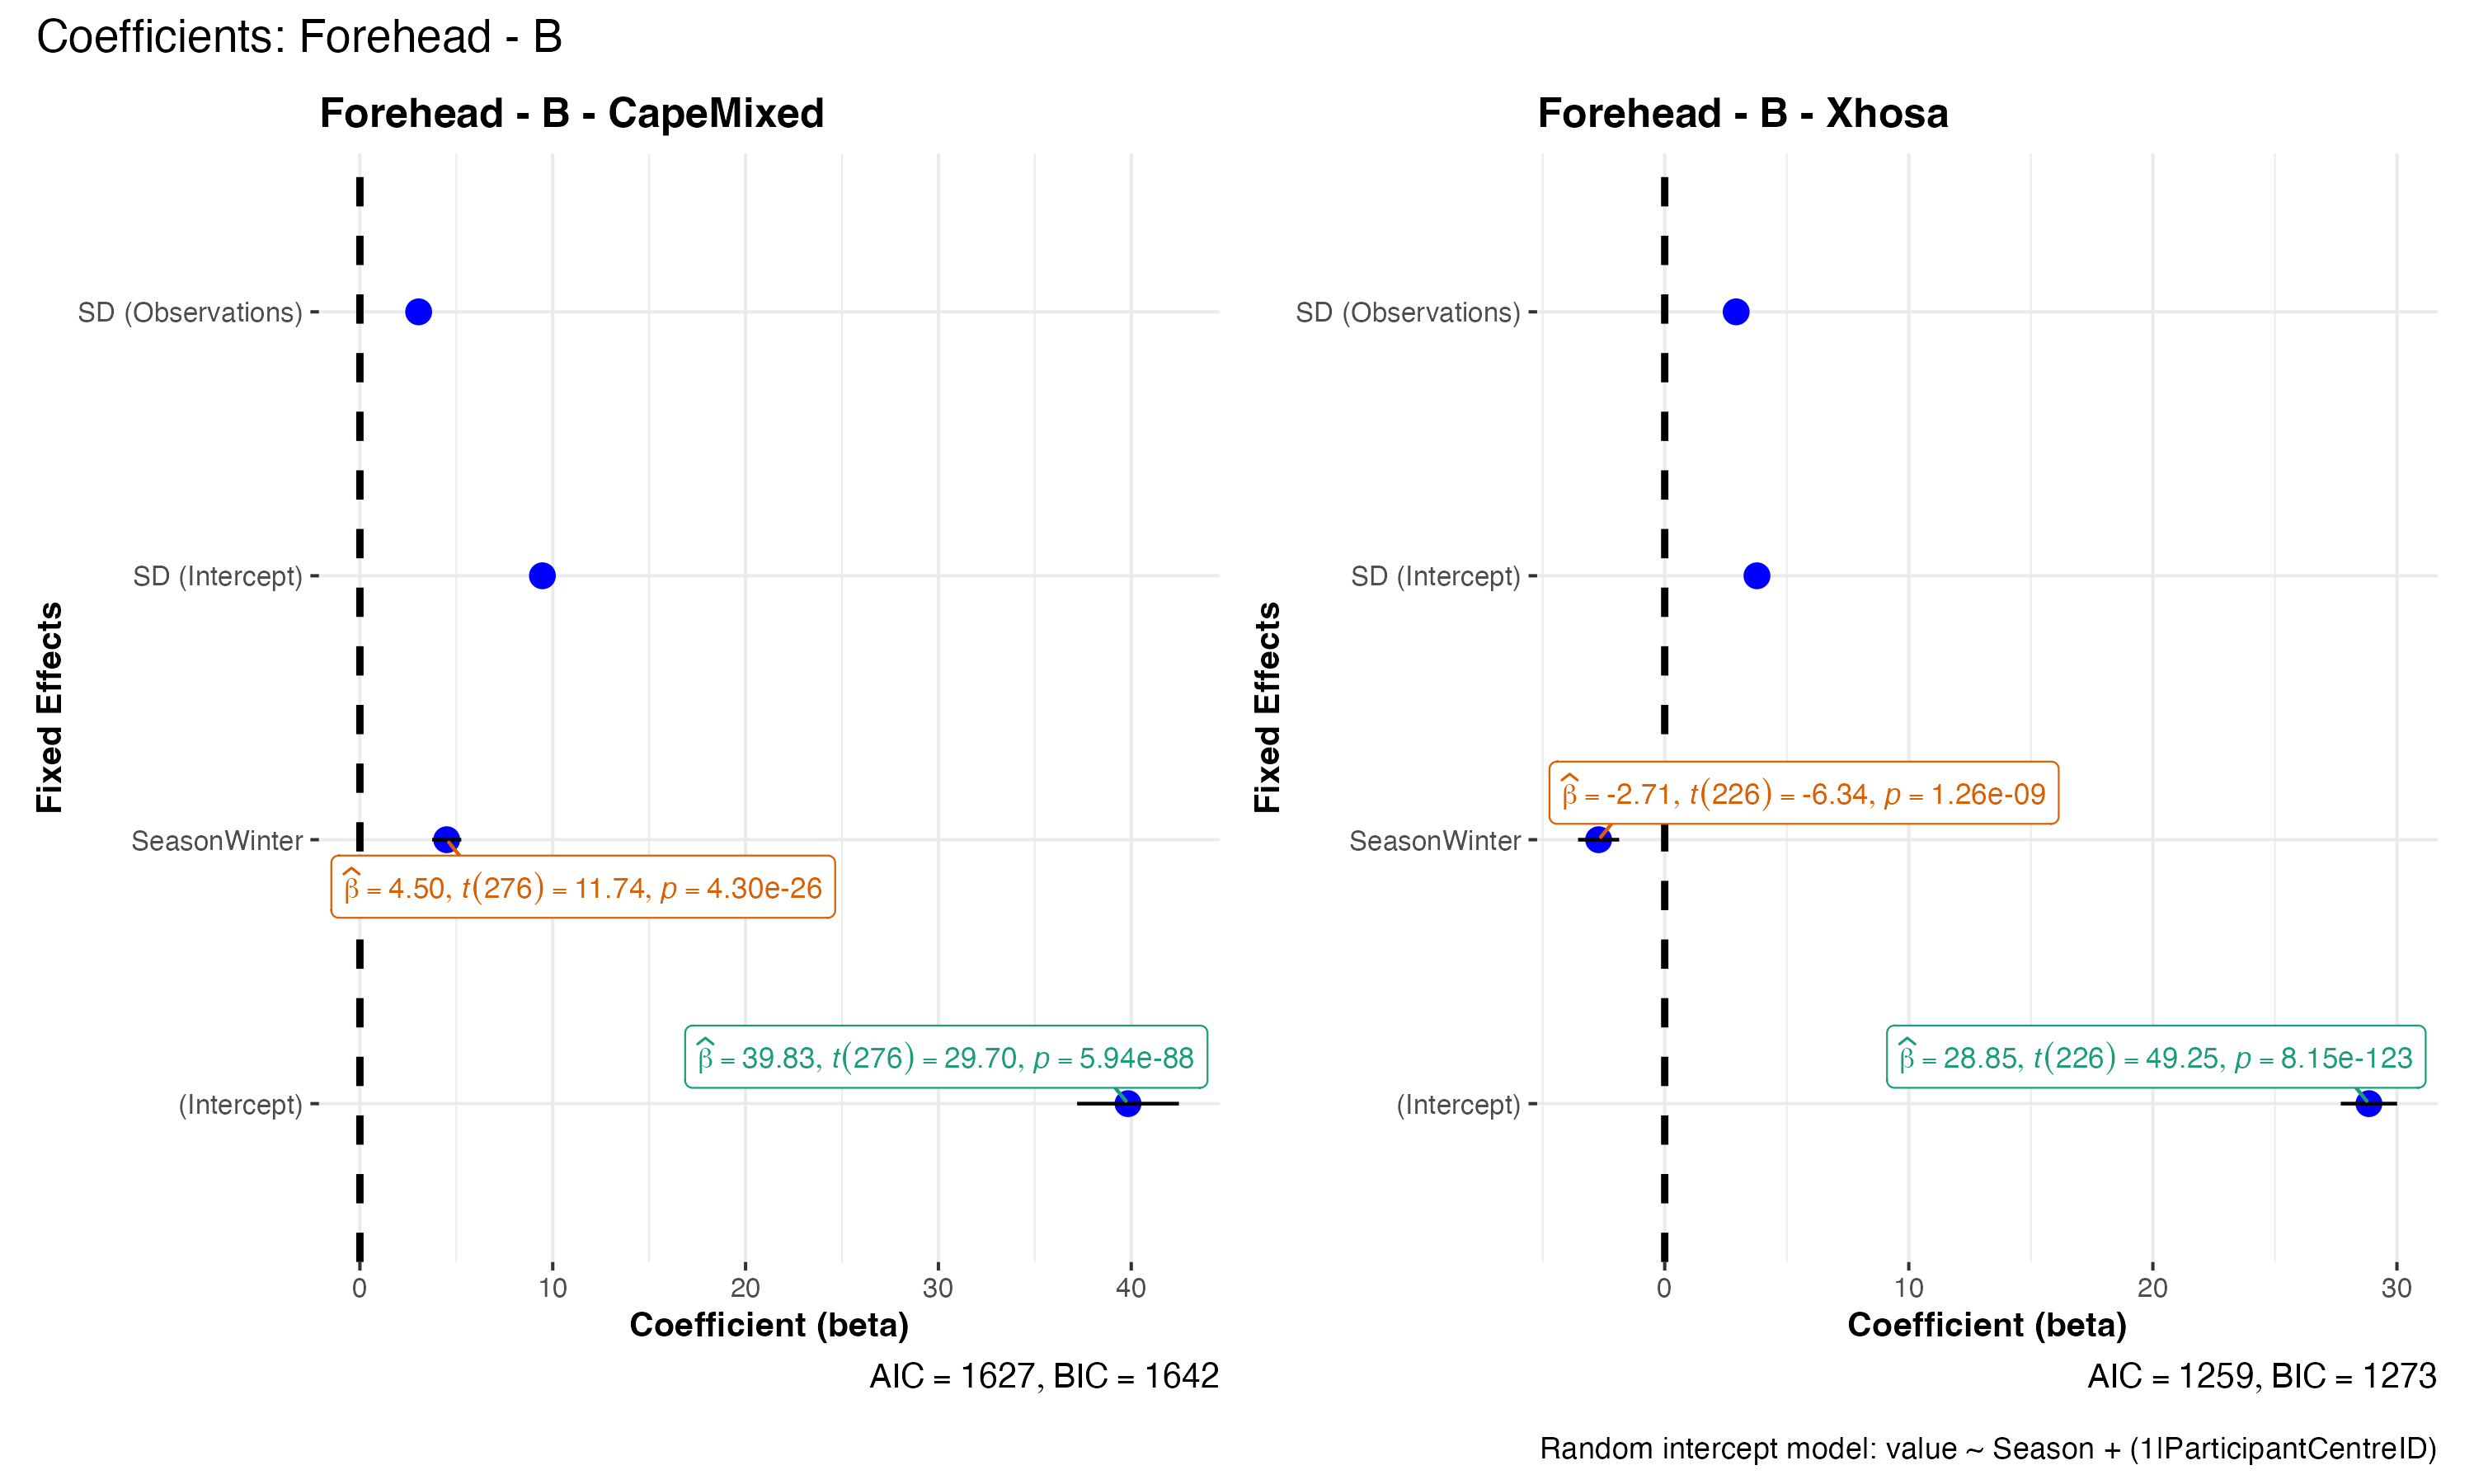 Coefficients: Forehead - B
Forehead - B - CapeMixed
Fixed Effects
SD (Observations)
SD (Intercept)
SeasonWinter
(Intercept)
β̂ = 4.50, t(276) = 11.74, p = 4.30e-26
β̂ = 39.83, t(276) = 29.70, p = 5.94e-88
0 10 20 30 40
Coefficient (beta)
AIC = 1627, BIC = 1642
Forehead - B - Xhosa
Fixed Effects
SD (Observations)
SD (Intercept)
β̂ = -2.71, t(226) = -6.34, p = 1.26e-09
SeasonWinter
β̂ = 28.85, t(226) = 49.25, p = 8.15e-123
(Intercept)
0 10 20 30
Coefficient (beta)
AIC = 1259, BIC = 1273
Random intercept model: value ~ Season + (1|ParticipantCentreID)